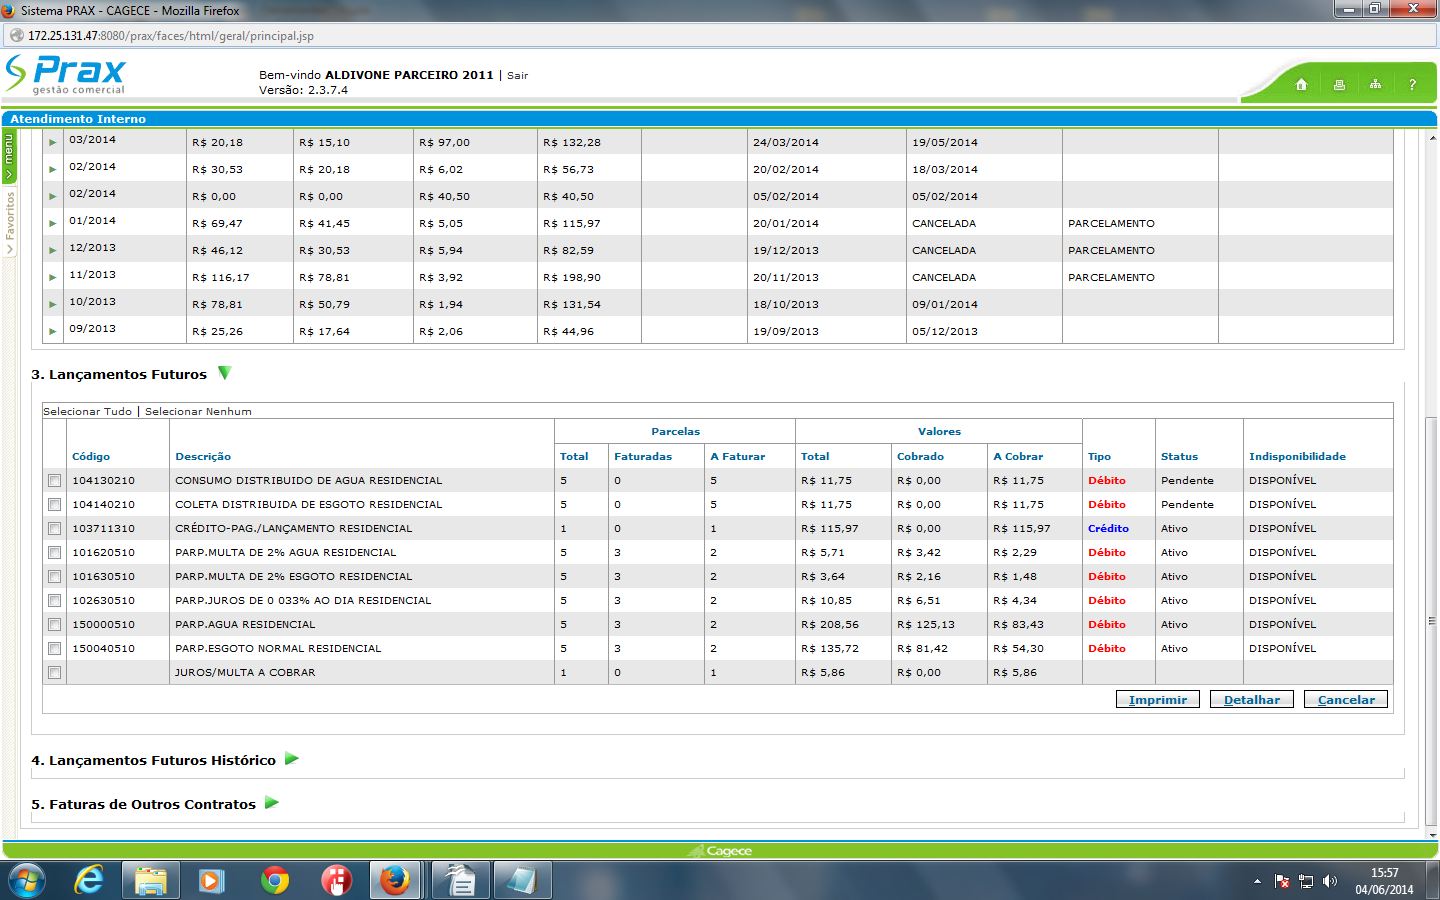 Sistema PRAX - CAGECE - Mozilla Firefox
172.25.131.47:8080/prax/faces/html/geral/principal.jsp
Prax
gestão comercial
Bem-vindo ALDIVONE PARCEIRO 2011 | Sair
Versão: 2.3.7.4
?
Atendimento Interno
menu
Favoritos
03/2014 R$ 20,18 R$ 15,10 R$ 97,00 R$ 132,28 24/03/2014 19/05/2014
02/2014 R$ 30,53 R$ 20,18 R$ 6,02 R$ 56,73 20/02/2014 18/03/2014
02/2014 R$ 0,00 R$ 0,00 R$ 40,50 R$ 40,50 05/02/2014 05/02/2014
01/2014 R$ 69,47 R$ 41,45 R$ 5,05 R$ 115,97 20/01/2014 CANCELADA PARCELAMENTO
12/2013 R$ 46,12 R$ 30,53 R$ 5,94 R$ 82,59 19/12/2013 CANCELADA PARCELAMENTO
11/2013 R$ 116,17 R$ 78,81 R$ 3,92 R$ 198,90 20/11/2013 CANCELADA PARCELAMENTO
10/2013 R$ 78,81 R$ 50,79 R$ 1,94 R$ 131,54 18/10/2013 09/01/2014
09/2013 R$ 25,26 R$ 17,64 R$ 2,06 R$ 44,96 19/09/2013 05/12/2013
3. Lançamentos Futuros
Selecionar Tudo | Selecionar Nenhum
Parcelas Valores
Código Descrição Total Faturadas A Faturar Total Cobrado A Cobrar Tipo Status Indisponibilidade
104130210 CONSUMO DISTRIBUIDO DE AGUA RESIDENCIAL 5 0 5 R$ 11,75 R$ 0,00 R$ 11,75 Débito Pendente DISPONÍVEL
104140210 COLETA DISTRIBUIDA DE ESGOTO RESIDENCIAL 5 0 5 R$ 11,75 R$ 0,00 R$ 11,75 Débito Pendente DISPONÍVEL
103711310 CRÉDITO-PAG./LANÇAMENTO RESIDENCIAL 1 0 1 R$ 115,97 R$ 0,00 R$ 115,97 Crédito Ativo DISPONÍVEL
101620510 PARP.MULTA DE 2% AGUA RESIDENCIAL 5 3 2 R$ 5,71 R$ 3,42 R$ 2,29 Débito Ativo DISPONÍVEL
101630510 PARP.MULTA DE 2% ESGOTO RESIDENCIAL 5 3 2 R$ 3,64 R$ 2,16 R$ 1,48 Débito Ativo DISPONÍVEL
102630510 PARP.JUROS DE 0 033% AO DIA RESIDENCIAL 5 3 2 R$ 10,85 R$ 6,51 R$ 4,34 Débito Ativo DISPONÍVEL
150000510 PARP.AGUA RESIDENCIAL 5 3 2 R$ 208,56 R$ 125,13 R$ 83,43 Débito Ativo DISPONÍVEL
150040510 PARP.ESGOTO NORMAL RESIDENCIAL 5 3 2 R$ 135,72 R$ 81,42 R$ 54,30 Débito Ativo DISPONÍVEL
JUROS/MULTA A COBRAR 1 0 1 R$ 5,86 R$ 0,00 R$ 5,86
Imprimir Detalhar Cancelar
4. Lançamentos Futuros Histórico
5. Faturas de Outros Contratos
Cagece
15:57
04/06/2014